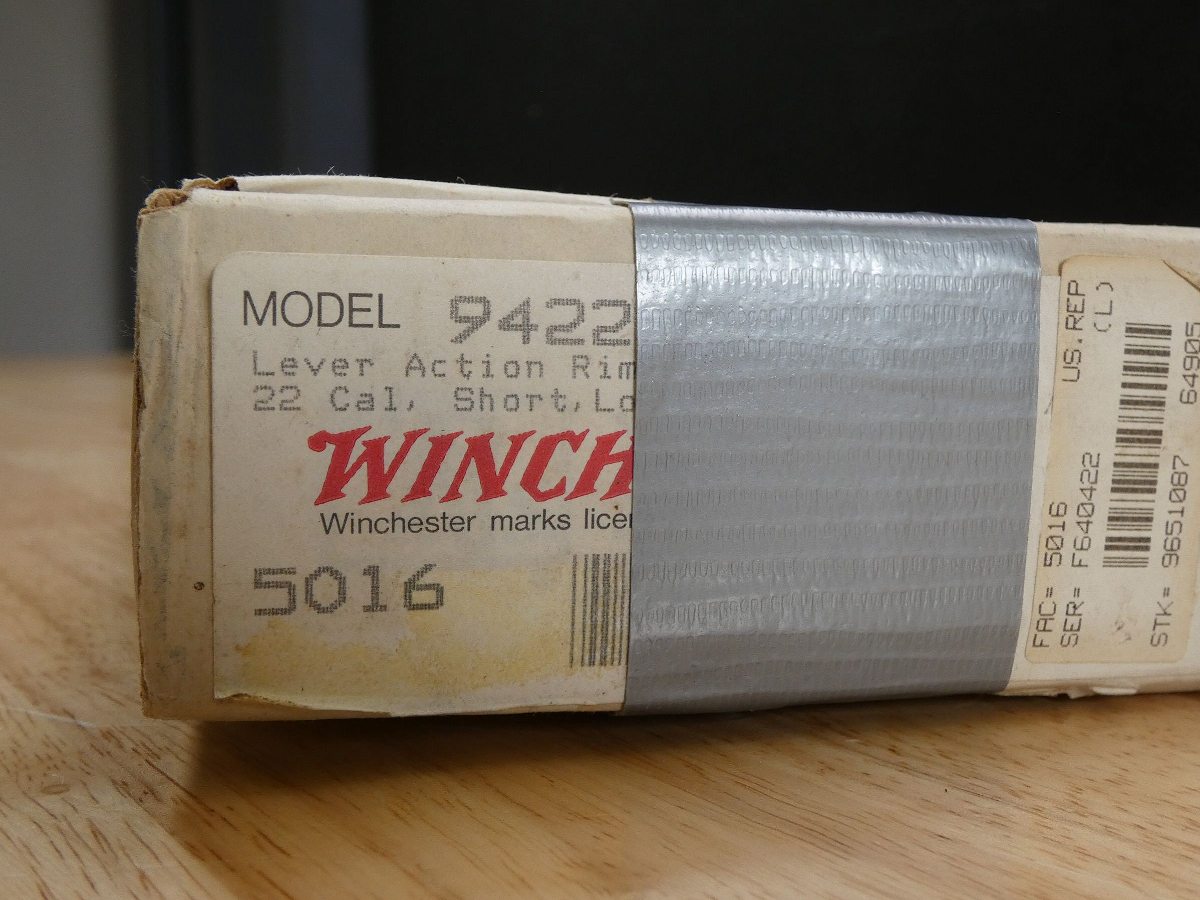 MODEL 9422
Lever Action Rim
22 Cal, Short, Lo
WINCH
Winchester marks licen
5016
FAC= 5016 US.REP
SER= F640422 (L)
STK= 9651087 64905